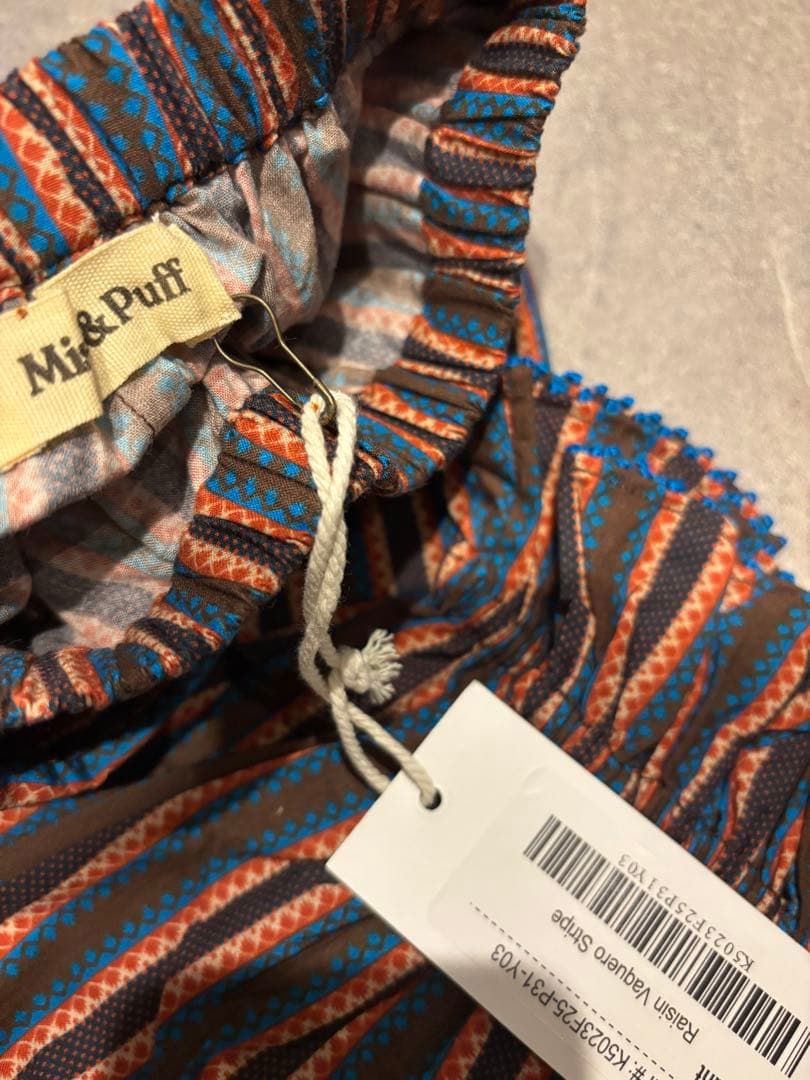 Mi
&Puff
K5023F25P31Y03
Raisin Vaquero Stripe
#: K5023F25-P31-Y03